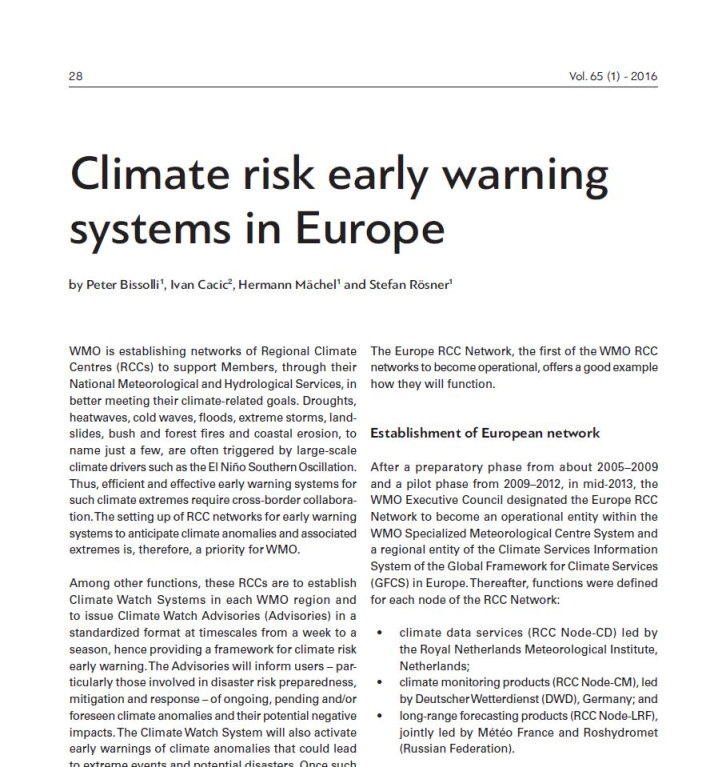 28
Vol. 65 (1) - 2016
Climate risk early warning
systems in Europe
by Peter Bissolli¹, Ivan Cacic², Hermann Mächel¹ and Stefan Rösner¹
WMO is establishing networks of Regional Climate
Centres (RCCs) to support Members, through their
National Meteorological and Hydrological Services, in
better meeting their climate-related goals. Droughts,
heatwaves, cold waves, floods, extreme storms, land-
slides, bush and forest fires and coastal erosion, to
name just a few, are often triggered by large-scale
climate drivers such as the El Niño Southern Oscillation.
Thus, efficient and effective early warning systems for
such climate extremes require cross-border collabora-
tion. The setting up of RCC networks for early warning
systems to anticipate climate anomalies and associated
extremes is, therefore, a priority for WMO.
Among other functions, these RCCs are to establish
Climate Watch Systems in each WMO region and
to issue Climate Watch Advisories (Advisories) in a
standardized format at timescales from a week to a
season, hence providing a framework for climate risk
early warning. The Advisories will inform users – par-
ticularly those involved in disaster risk preparedness,
mitigation and response – of ongoing, pending and/or
foreseen climate anomalies and their potential negative
impacts. The Climate Watch System will also activate
early warnings of climate anomalies that could lead
to extreme events and potential disasters. Once such
The Europe RCC Network, the first of the WMO RCC
networks to become operational, offers a good example
how they will function.
Establishment of European network
After a preparatory phase from about 2005–2009
and a pilot phase from 2009–2012, in mid-2013, the
WMO Executive Council designated the Europe RCC
Network to become an operational entity within the
WMO Specialized Meteorological Centre System and
a regional entity of the Climate Services Information
System of the Global Framework for Climate Services
(GFCS) in Europe. Thereafter, functions were defined
for each node of the RCC Network:
• climate data services (RCC Node-CD) led by
the Royal Netherlands Meteorological Institute,
Netherlands;
• climate monitoring products (RCC Node-CM), led
by Deutscher Wetterdienst (DWD), Germany; and
• long-range forecasting products (RCC Node-LRF),
jointly led by Météo France and Roshydromet
(Russian Federation).